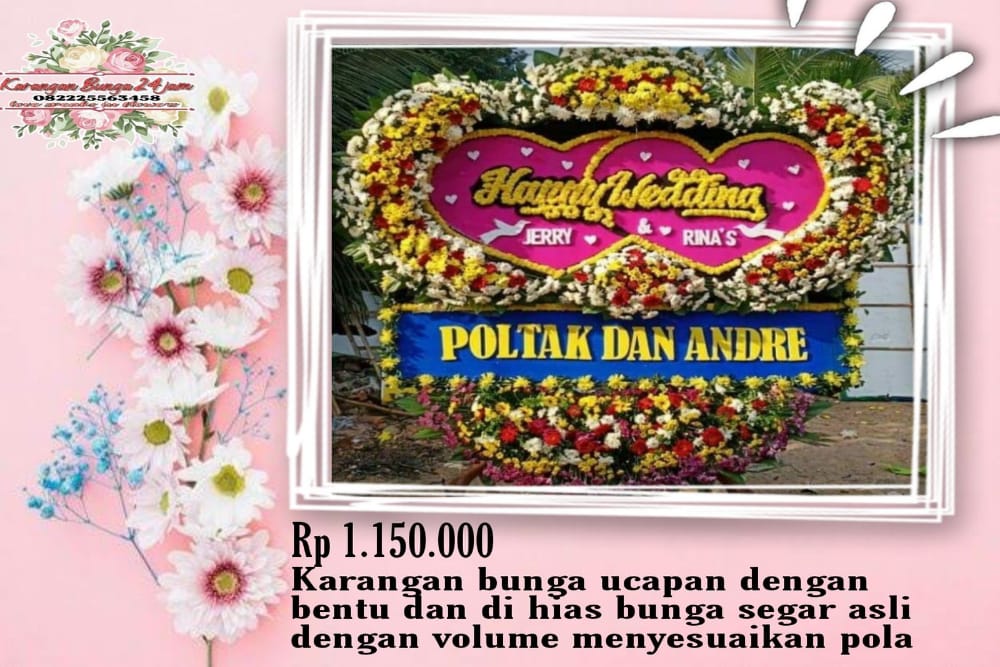 Karangan Bunga 24 jam
082225563458
Happy Wedding
&
JERRY
RINA'S
POLTAK DAN ANDRE
Rp 1.150.000
Karangan bunga ucapan dengan
bentu dan di hias bunga segar asli
dengan volume menyesuaikan pola